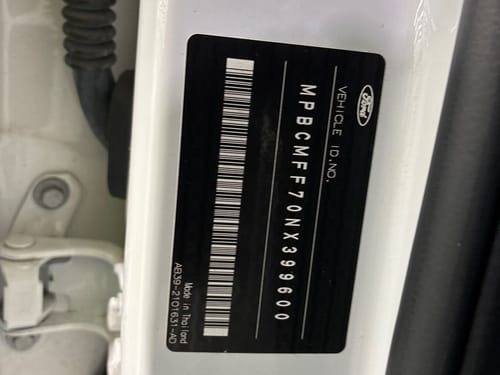 Ford
VEHICLE ID.NO.
MPBCMFF70NX399600
Made in Thailand
AB39-2101631-AD